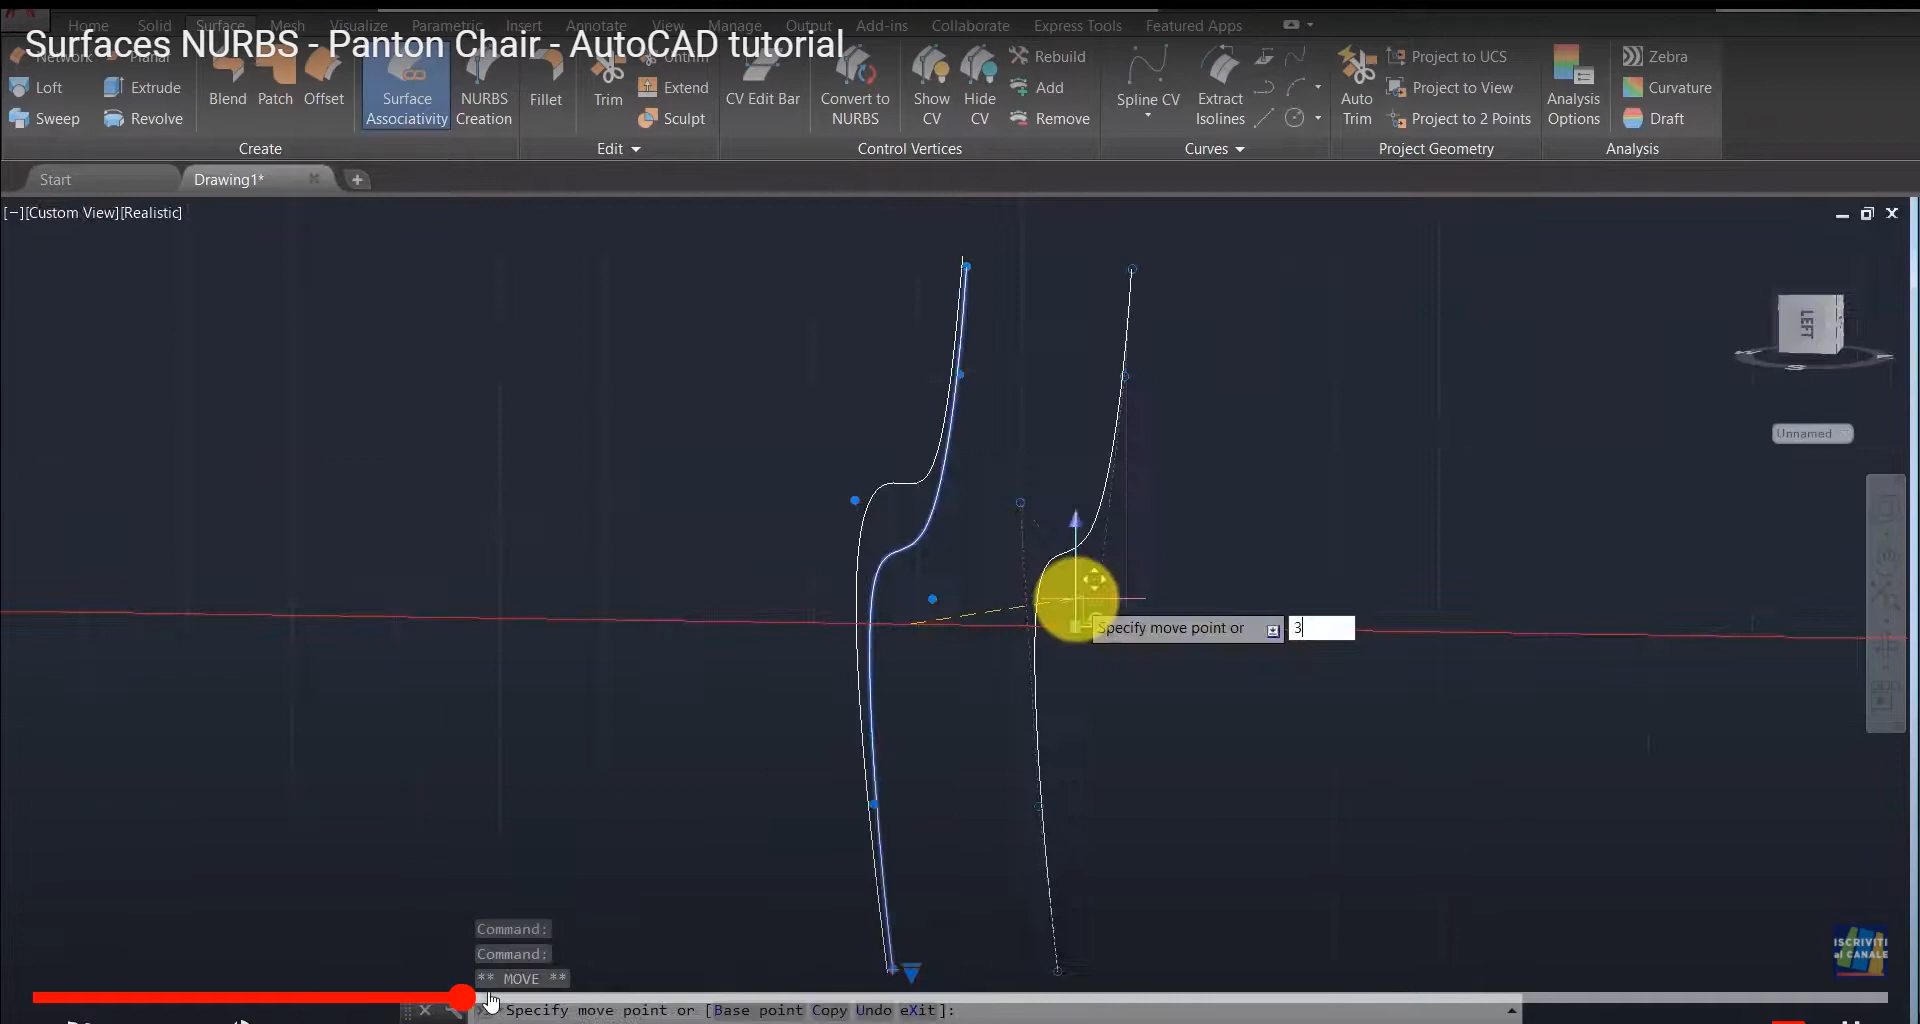 Home Solid Surface Mesh Visualize Parametric Insert Annotate View Manage Output Add-ins Collaborate Express Tools Featured Apps
Surfaces NURBS - Panton Chair - AutoCAD tutorial
Network Planar Untrim Rebuild Project to UCS Zebra
Loft Extrude Extend Add Project to View Curvature
Blend Patch Offset Surface Associativity NURBS Creation Fillet Trim CV Edit Bar Convert to NURBS Show CV Hide CV Spline CV Extract Isolines Auto Trim Analysis Options
Sweep Revolve Sculpt Remove Project to 2 Points Draft
Create Edit Control Vertices Curves Project Geometry Analysis
Start Drawing1*
[−][Custom View][Realistic]
LEFT
Unnamed
Specify move point or 3
Command:
Command:
** MOVE **
Specify move point or [Base point Copy Undo eXit]:
ISCRIVITI
al CANALE